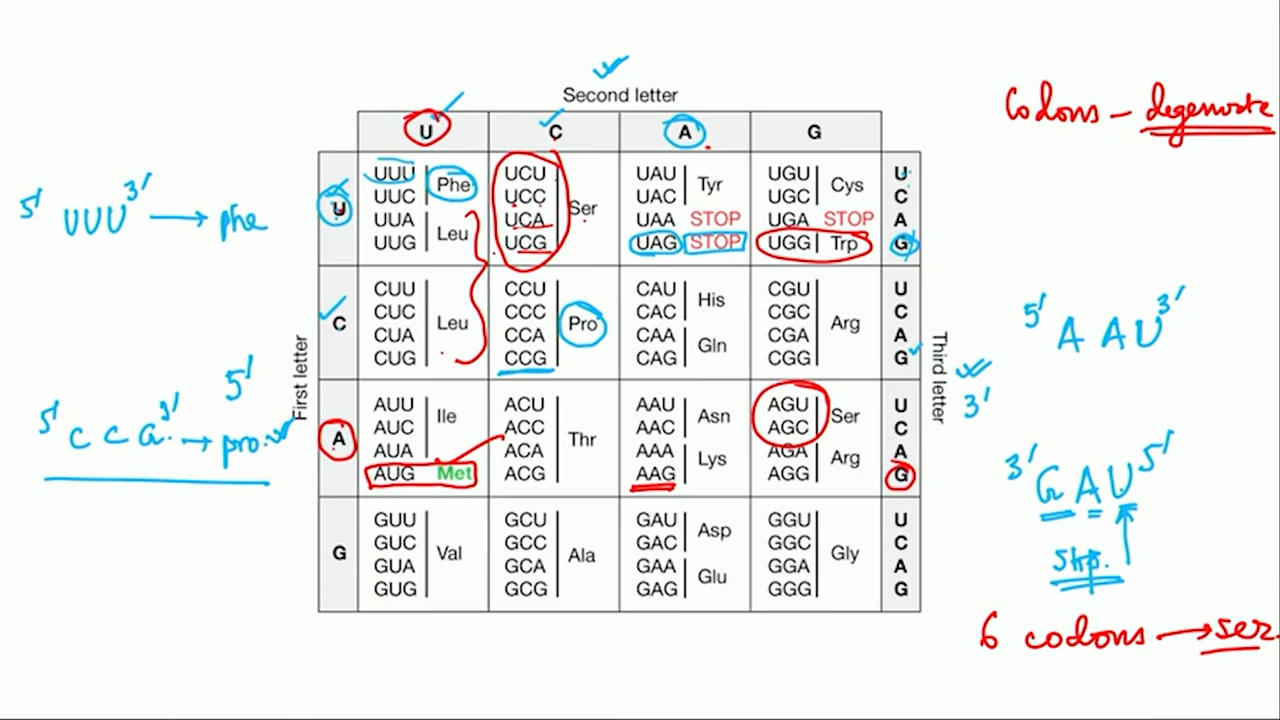 Second letter
Codons - degenerate
U C A G
U
UUU Phe UCU Ser UAU Tyr UGU Cys U
UUC UCC UAC UGC C
UUA Leu UCA UAA STOP UGA STOP A
UUG UCG UAG STOP UGG Trp G
5' UUU 3' → phe
C
CUU Leu CCU Pro CAU His CGU Arg U
CUC CCC CAC CGC C
CUA CCA CAA Gln CGA A
CUG CCG CAG CGG G
5' A A U 3'
First letter
Third letter
3'
5'
5' C C G 3' → pro.
A
AUU Ile ACU Thr AAU Asn AGU Ser U
AUC ACC AAC AGC C
AUA ACA AAA Lys AGA Arg A
AUG Met ACG AAG AGG G
3' G A U 5'
Stp.
G
GUU Val GCU Ala GAU Asp GGU Gly U
GUC GCC GAC GGC C
GUA GCA GAA Glu GGA A
GUG GCG GAG GGG G
6 codons → ser.